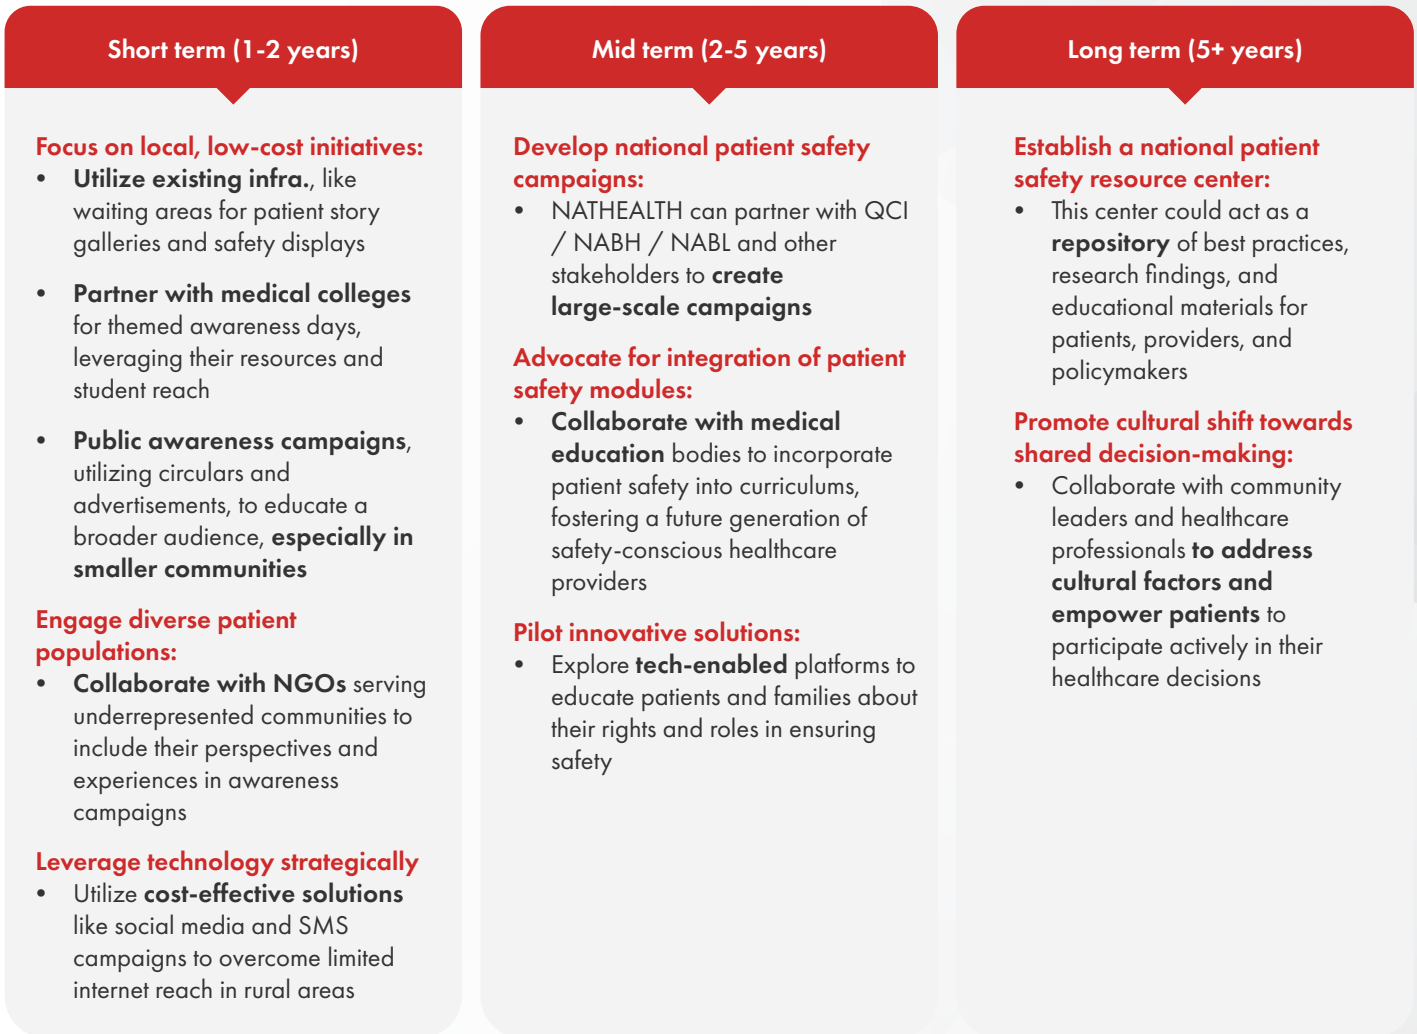 Short term (1-2 years)
Focus on local, low-cost initiatives:
• Utilize existing infra., like
waiting areas for patient story
galleries and safety displays
• Partner with medical colleges
for themed awareness days,
leveraging their resources and
student reach
• Public awareness campaigns,
utilizing circulars and
advertisements, to educate a
broader audience, especially in
smaller communities
Engage diverse patient
populations:
• Collaborate with NGOs serving
underrepresented communities to
include their perspectives and
experiences in awareness
campaigns
Leverage technology strategically
• Utilize cost-effective solutions
like social media and SMS
campaigns to overcome limited
internet reach in rural areas
Mid term (2-5 years)
Develop national patient safety
campaigns:
• NATHEALTH can partner with QCI
/ NABH / NABL and other
stakeholders to create
large-scale campaigns
Advocate for integration of patient
safety modules:
• Collaborate with medical
education bodies to incorporate
patient safety into curriculums,
fostering a future generation of
safety-conscious healthcare
providers
Pilot innovative solutions:
• Explore tech-enabled platforms to
educate patients and families about
their rights and roles in ensuring
safety
Long term (5+ years)
Establish a national patient
safety resource center:
• This center could act as a
repository of best practices,
research findings, and
educational materials for
patients, providers, and
policymakers
Promote cultural shift towards
shared decision-making:
• Collaborate with community
leaders and healthcare
professionals to address
cultural factors and
empower patients to
participate actively in their
healthcare decisions